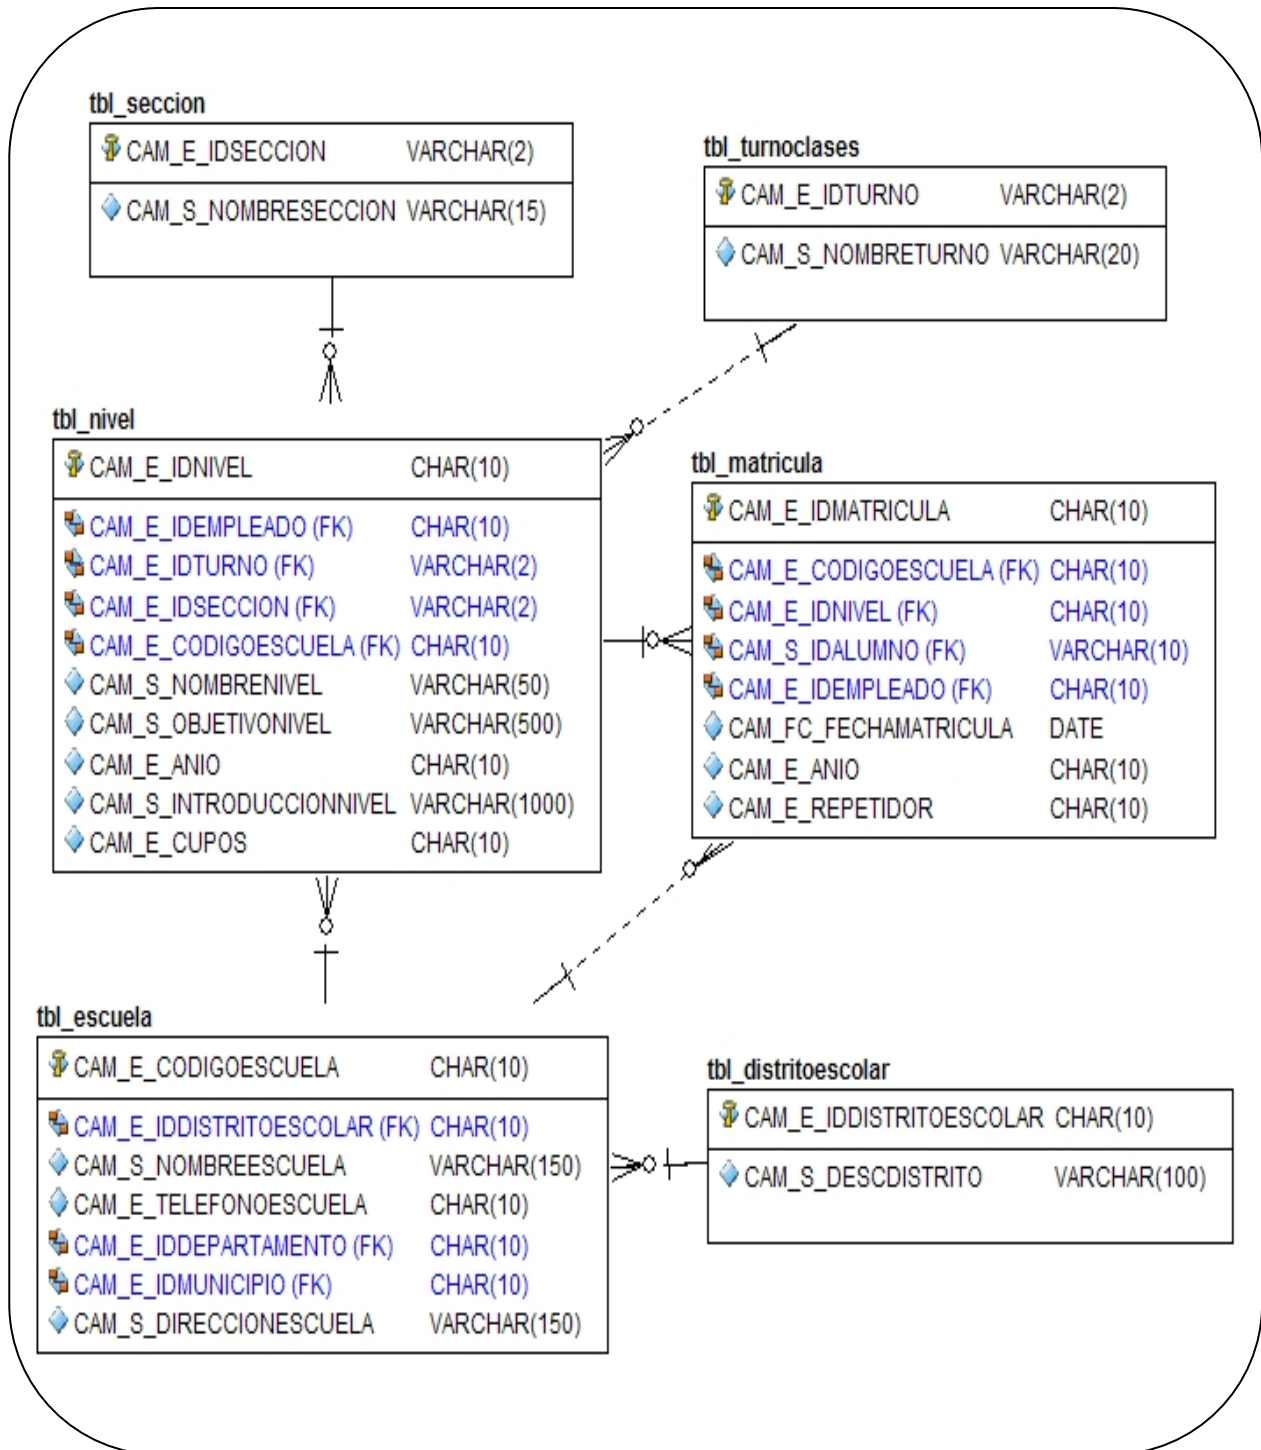 tbl_seccion
CAM_E_IDSECCION VARCHAR(2)
CAM_S_NOMBRESECCION VARCHAR(15)
tbl_turnoclases
CAM_E_IDTURNO VARCHAR(2)
CAM_S_NOMBRETURNO VARCHAR(20)
tbl_nivel
CAM_E_IDNIVEL CHAR(10)
CAM_E_IDEMPLEADO (FK) CHAR(10)
CAM_E_IDTURNO (FK) VARCHAR(2)
CAM_E_IDSECCION (FK) VARCHAR(2)
CAM_E_CODIGOESCUELA (FK) CHAR(10)
CAM_S_NOMBRENIVEL VARCHAR(50)
CAM_S_OBJETIVONIVEL VARCHAR(500)
CAM_E_ANIO CHAR(10)
CAM_S_INTRODUCCIONNIVEL VARCHAR(1000)
CAM_E_CUPOS CHAR(10)
tbl_matricula
CAM_E_IDMATRICULA CHAR(10)
CAM_E_CODIGOESCUELA (FK) CHAR(10)
CAM_E_IDNIVEL (FK) CHAR(10)
CAM_S_IDALUMNO (FK) VARCHAR(10)
CAM_E_IDEMPLEADO (FK) CHAR(10)
CAM_FC_FECHAMATRICULA DATE
CAM_E_ANIO CHAR(10)
CAM_E_REPETIDOR CHAR(10)
tbl_escuela
CAM_E_CODIGOESCUELA CHAR(10)
CAM_E_IDDISTRITOESCOLAR (FK) CHAR(10)
CAM_S_NOMBREESCUELA VARCHAR(150)
CAM_E_TELEFONOESCUELA CHAR(10)
CAM_E_IDDEPARTAMENTO (FK) CHAR(10)
CAM_E_IDMUNICIPIO (FK) CHAR(10)
CAM_S_DIRECCIONESCUELA VARCHAR(150)
tbl_distritoescolar
CAM_E_IDDISTRITOESCOLAR CHAR(10)
CAM_S_DESCDISTRITO VARCHAR(100)